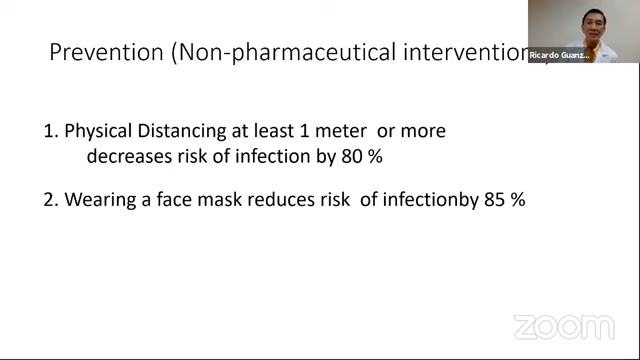 Prevention (Non-pharmaceutical intervention
Ricardo Guanz...
1. Physical Distancing at least 1 meter or more
decreases risk of infection by 80 %
2. Wearing a face mask reduces risk of infectionby 85 %
zoom